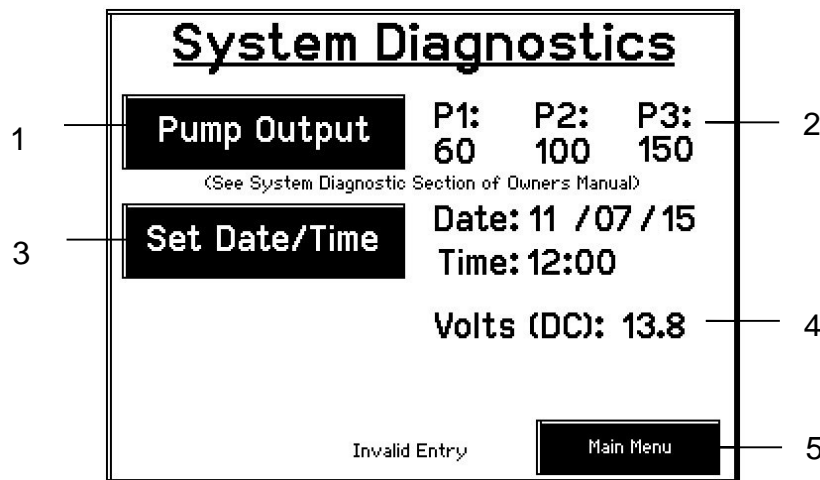 System Diagnostics
1
Pump Output
P1: P2: P3:
60 100 150
2
(See System Diagnostic Section of Owners Manual)
3
Set Date/Time
Date: 11 /07/15
Time: 12:00
Volts (DC): 13.8
4
Invalid Entry
Main Menu
5